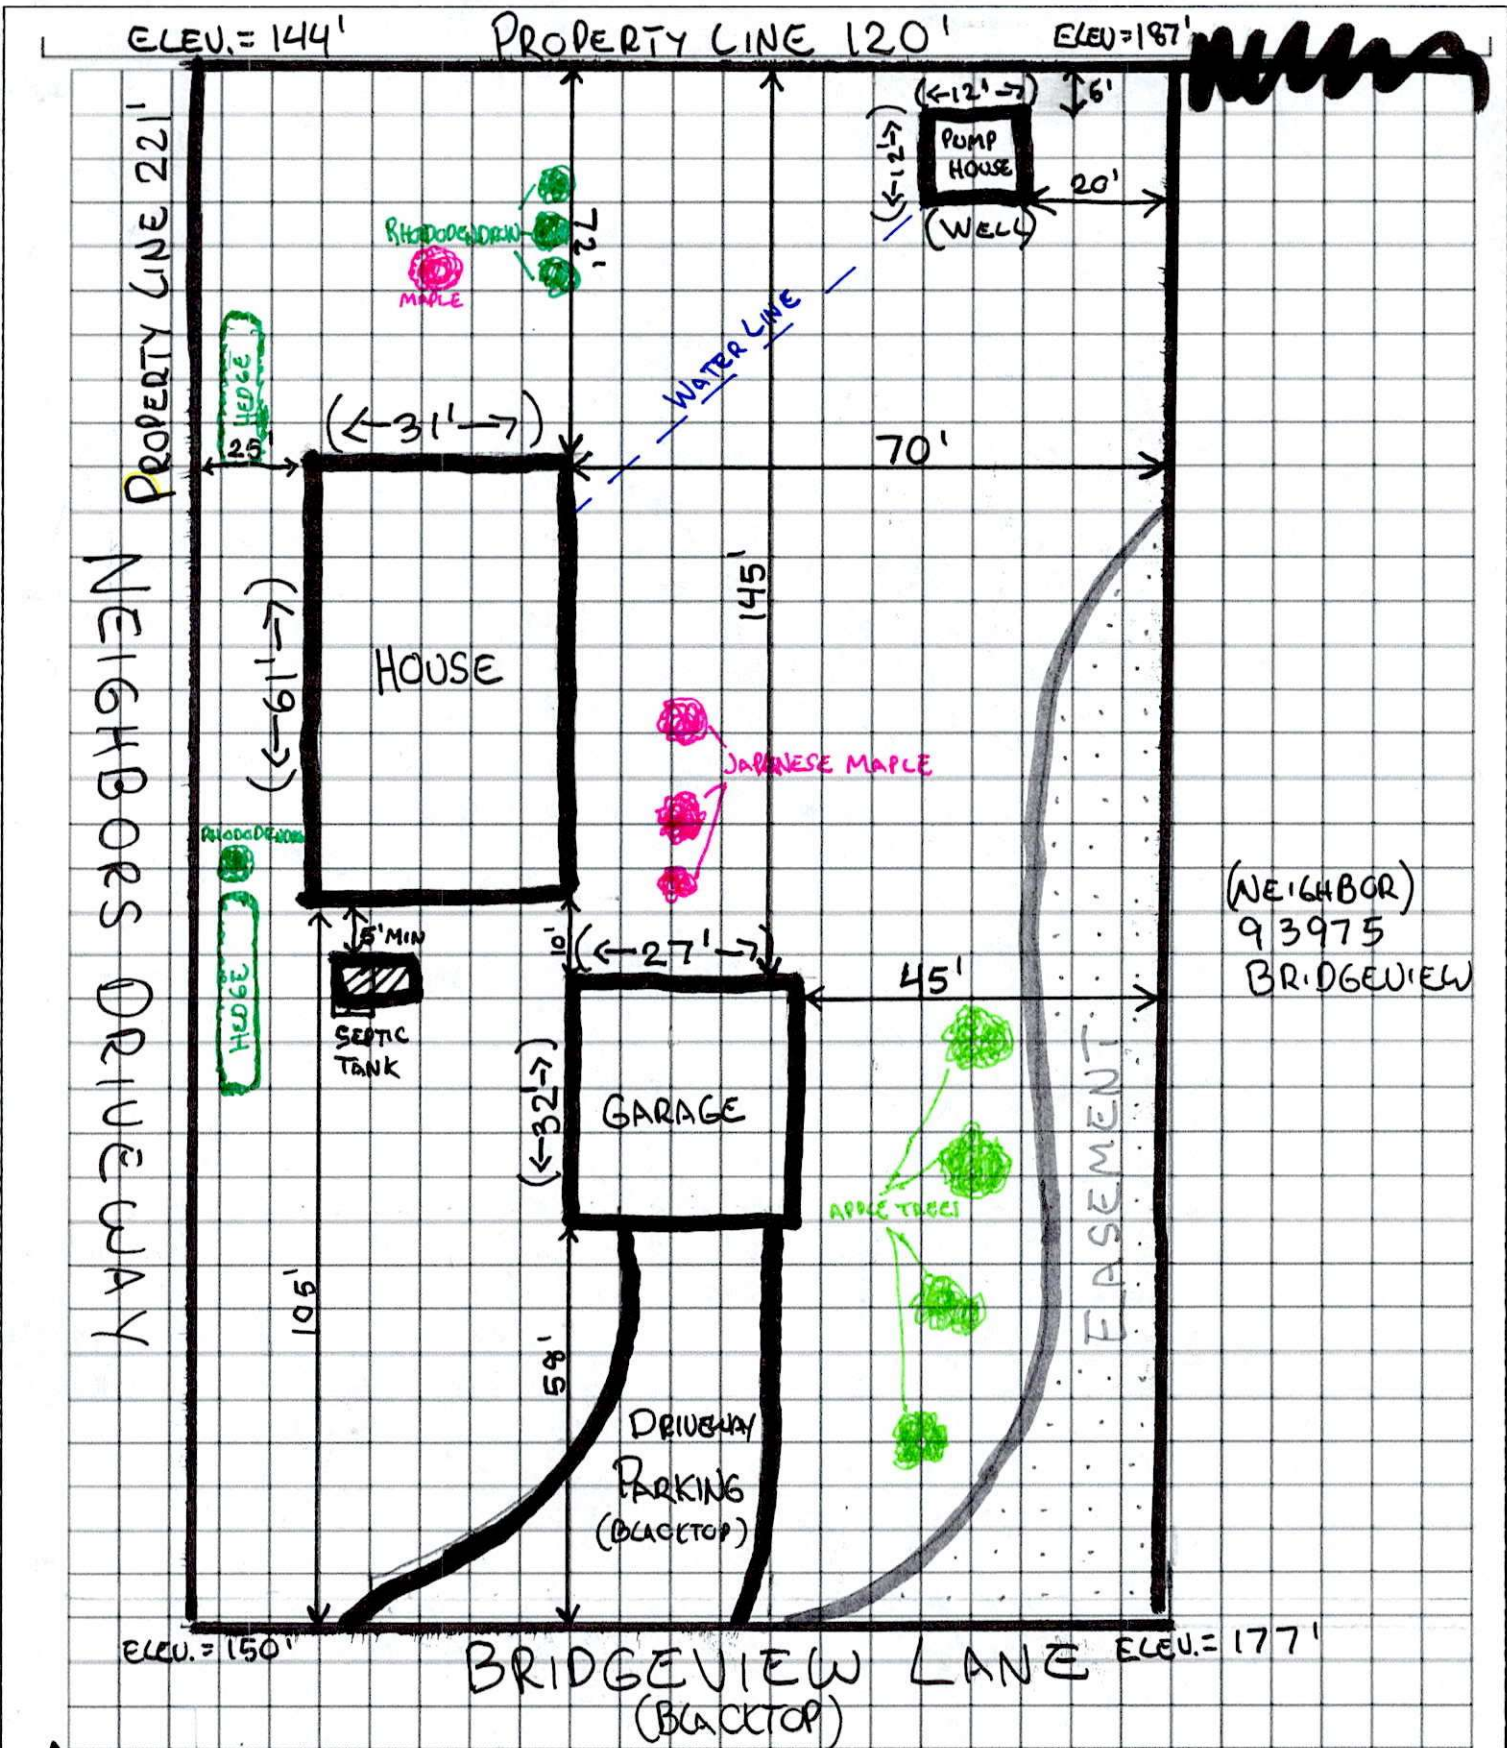 ELEV.= 144'
PROPERTY LINE 120'
ELEV=187'
PROPERTY LINE 221'
(<-12'->)
6'
(<-12'->)
PUMP
HOUSE
20'
(WELL)
RHODODENDRON
72'
MAPLE
WATER LINE
HEDGE
25'
(<-31'->)
70'
NEIGHBORS DRIVEWAY
145'
(<-61'->)
HOUSE
JAPANESE MAPLE
RHODODENDRON
(NEIGHBOR)
93975
BRIDGEVIEW
5' MIN
10'
(<-27'->)
45'
HEDGE
SEPTIC
TANK
(<-32'->)
GARAGE
EASEMENT
APPLE TREES
105'
58'
DRIVEWAY
PARKING
(BLACKTOP)
ELEV.= 150'
BRIDGEVIEW LANE
ELEV.= 177'
(BLACKTOP)